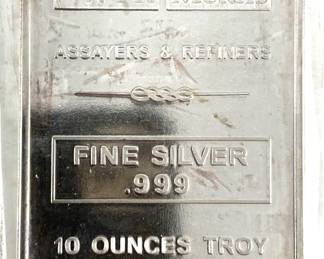 ASSAYERS & REFINERS
FINE SILVER
.999
10 OUNCES TROY